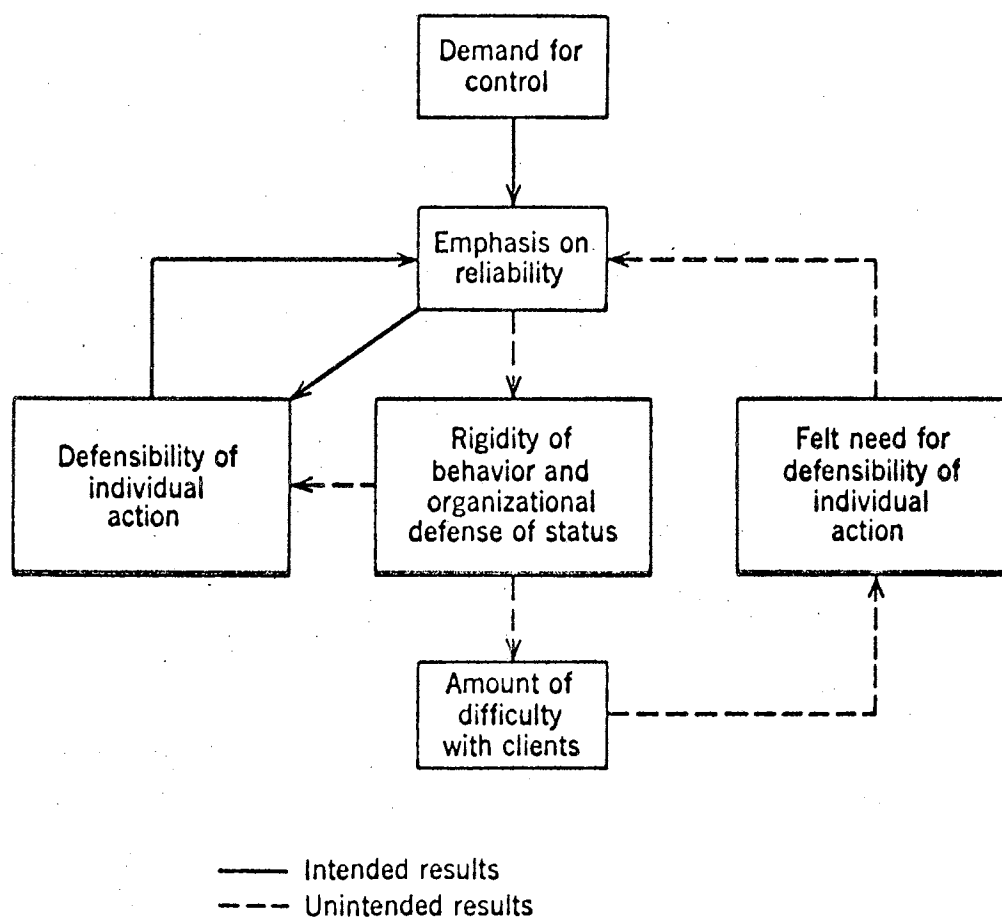 Demand for
control
Emphasis on
reliability
Defensibility of
individual
action
Rigidity of
behavior and
organizational
defense of status
Felt need for
defensibility of
individual
action
Amount of
difficulty
with clients
Intended results
Unintended results